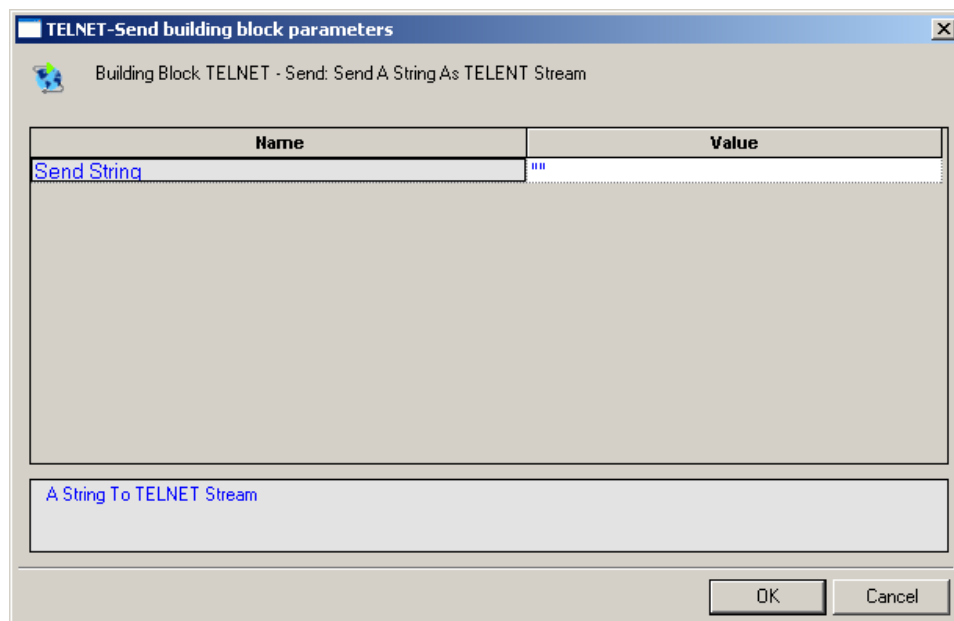 TELNET-Send building block parameters
Building Block TELNET - Send: Send A String As TELENT Stream
Name Value
Send String ""
A String To TELNET Stream
OK Cancel